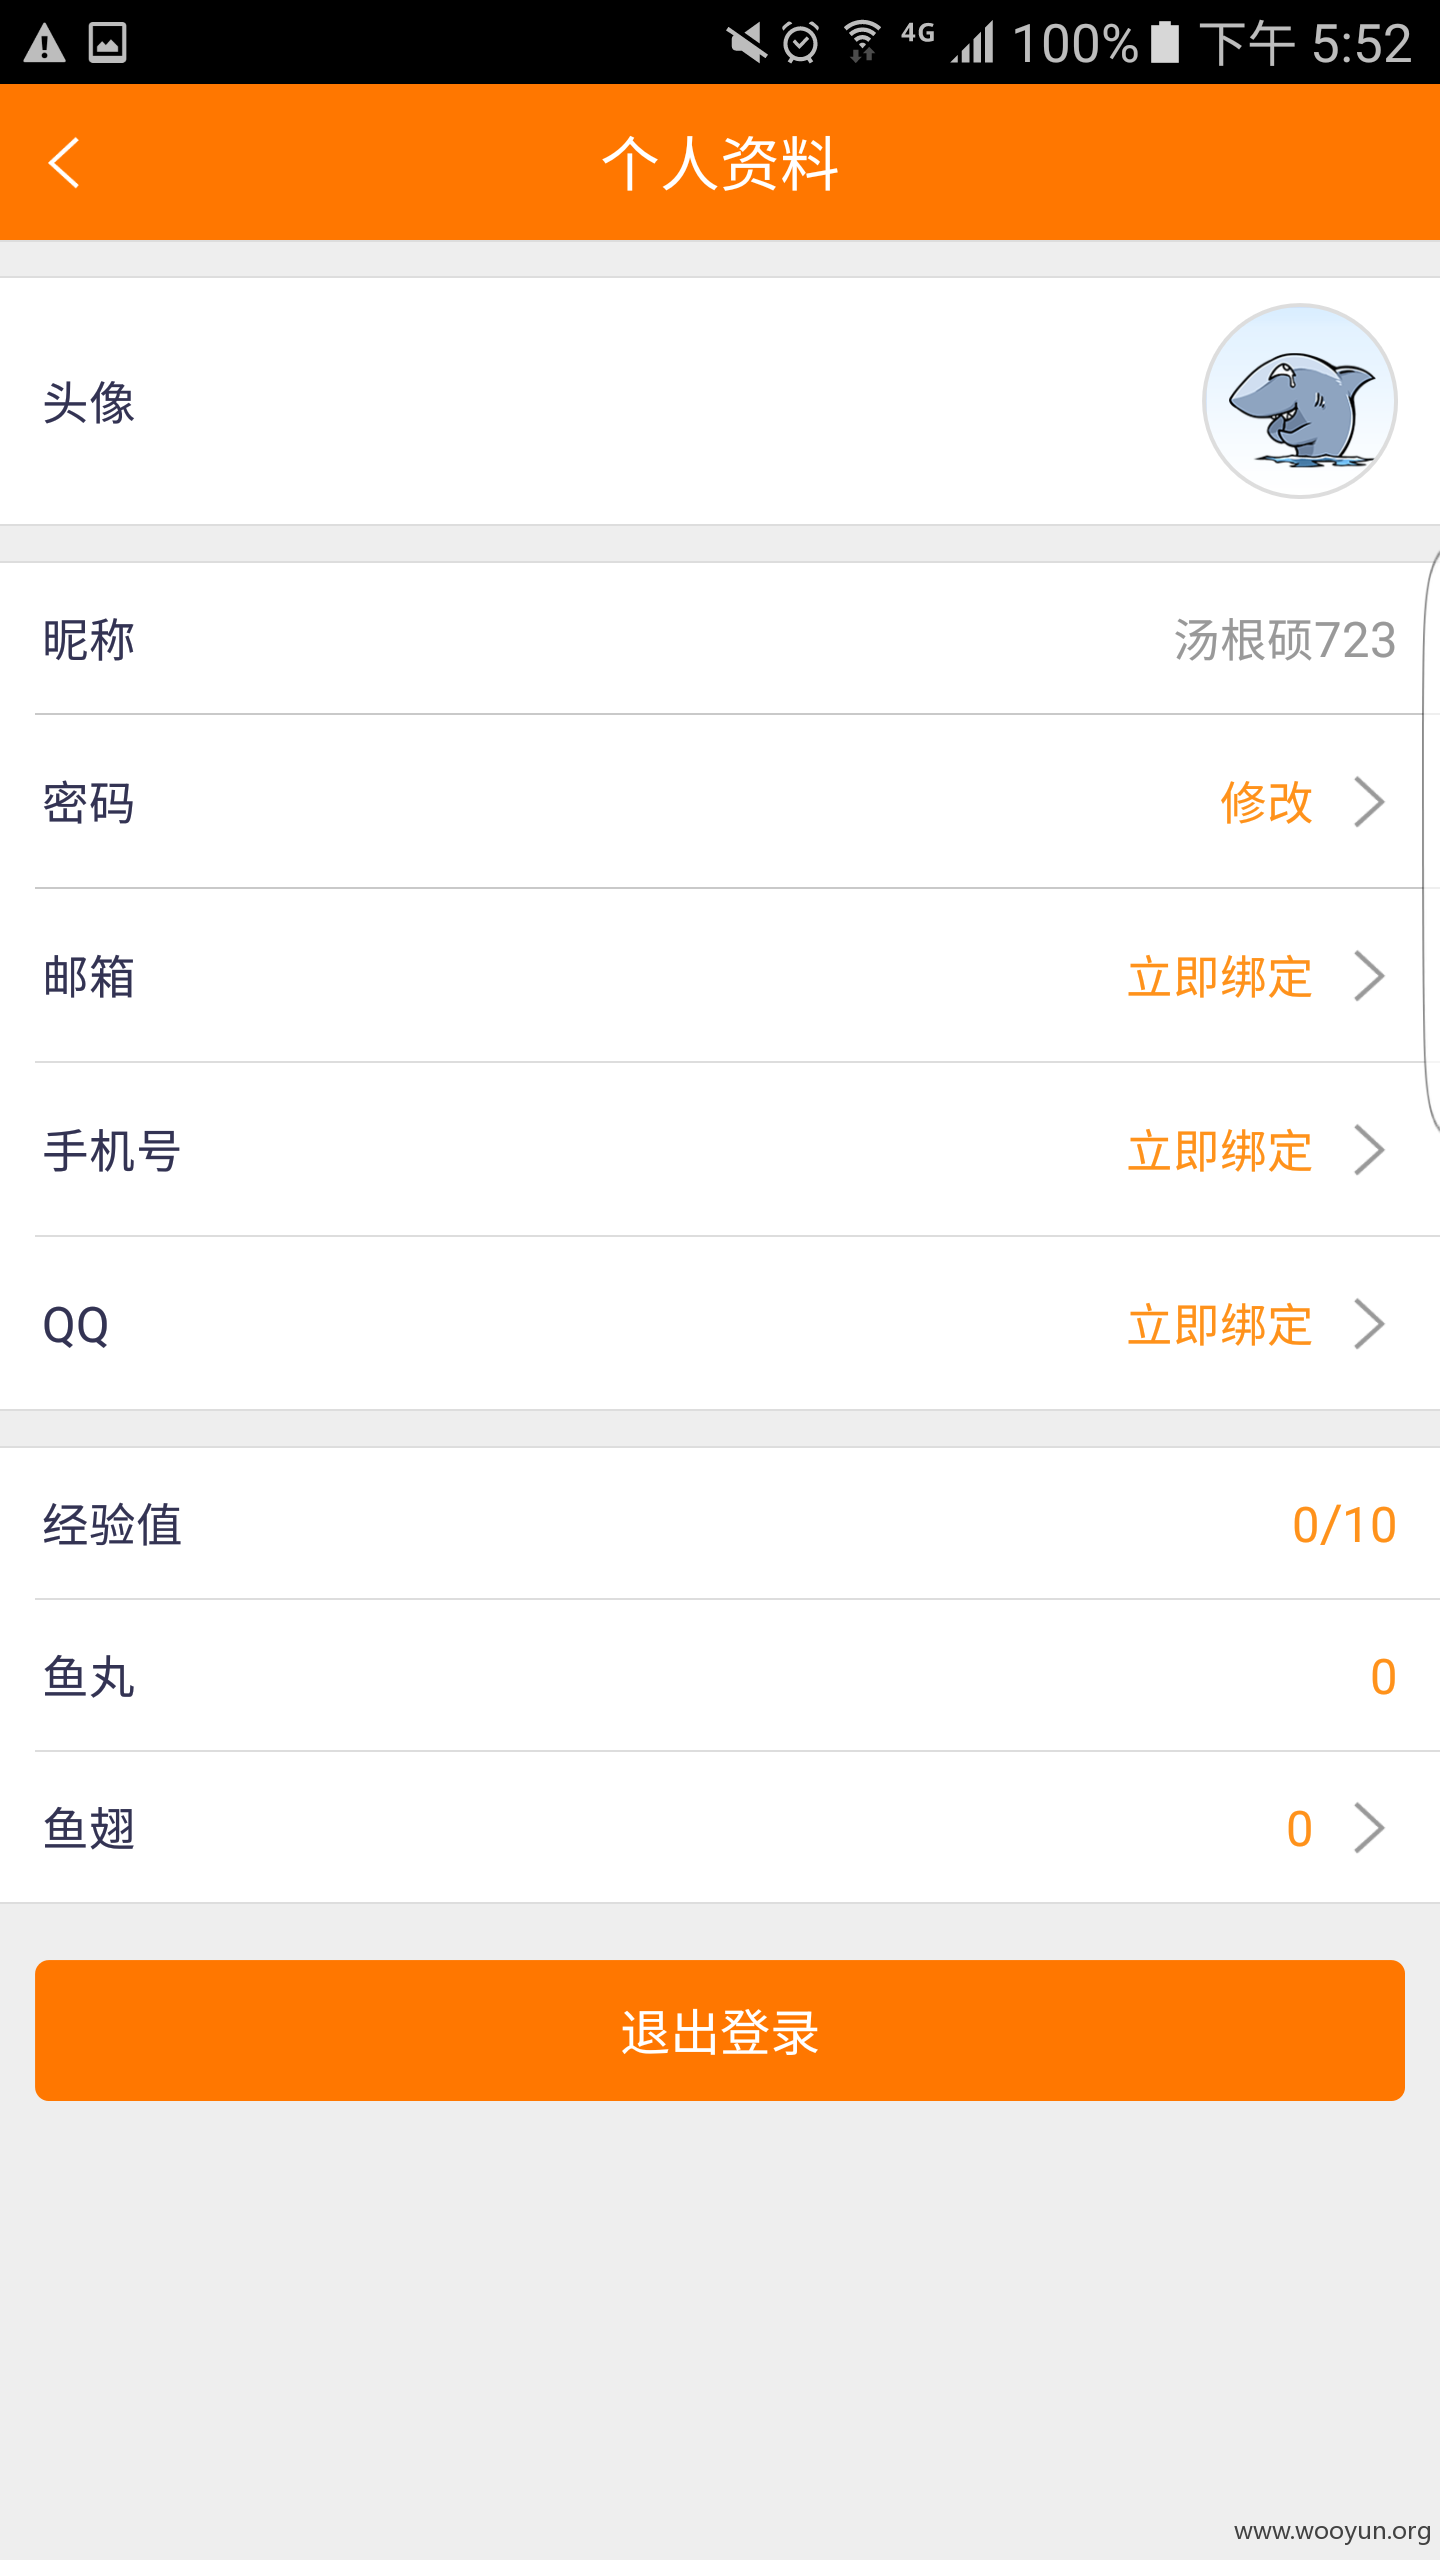 4G 100% 下午 5:52
个人资料
头像
昵称 汤根硕723
密码 修改
邮箱 立即绑定
手机号 立即绑定
QQ 立即绑定
经验值 0/10
鱼丸 0
鱼翅 0
退出登录
www.wooyun.org